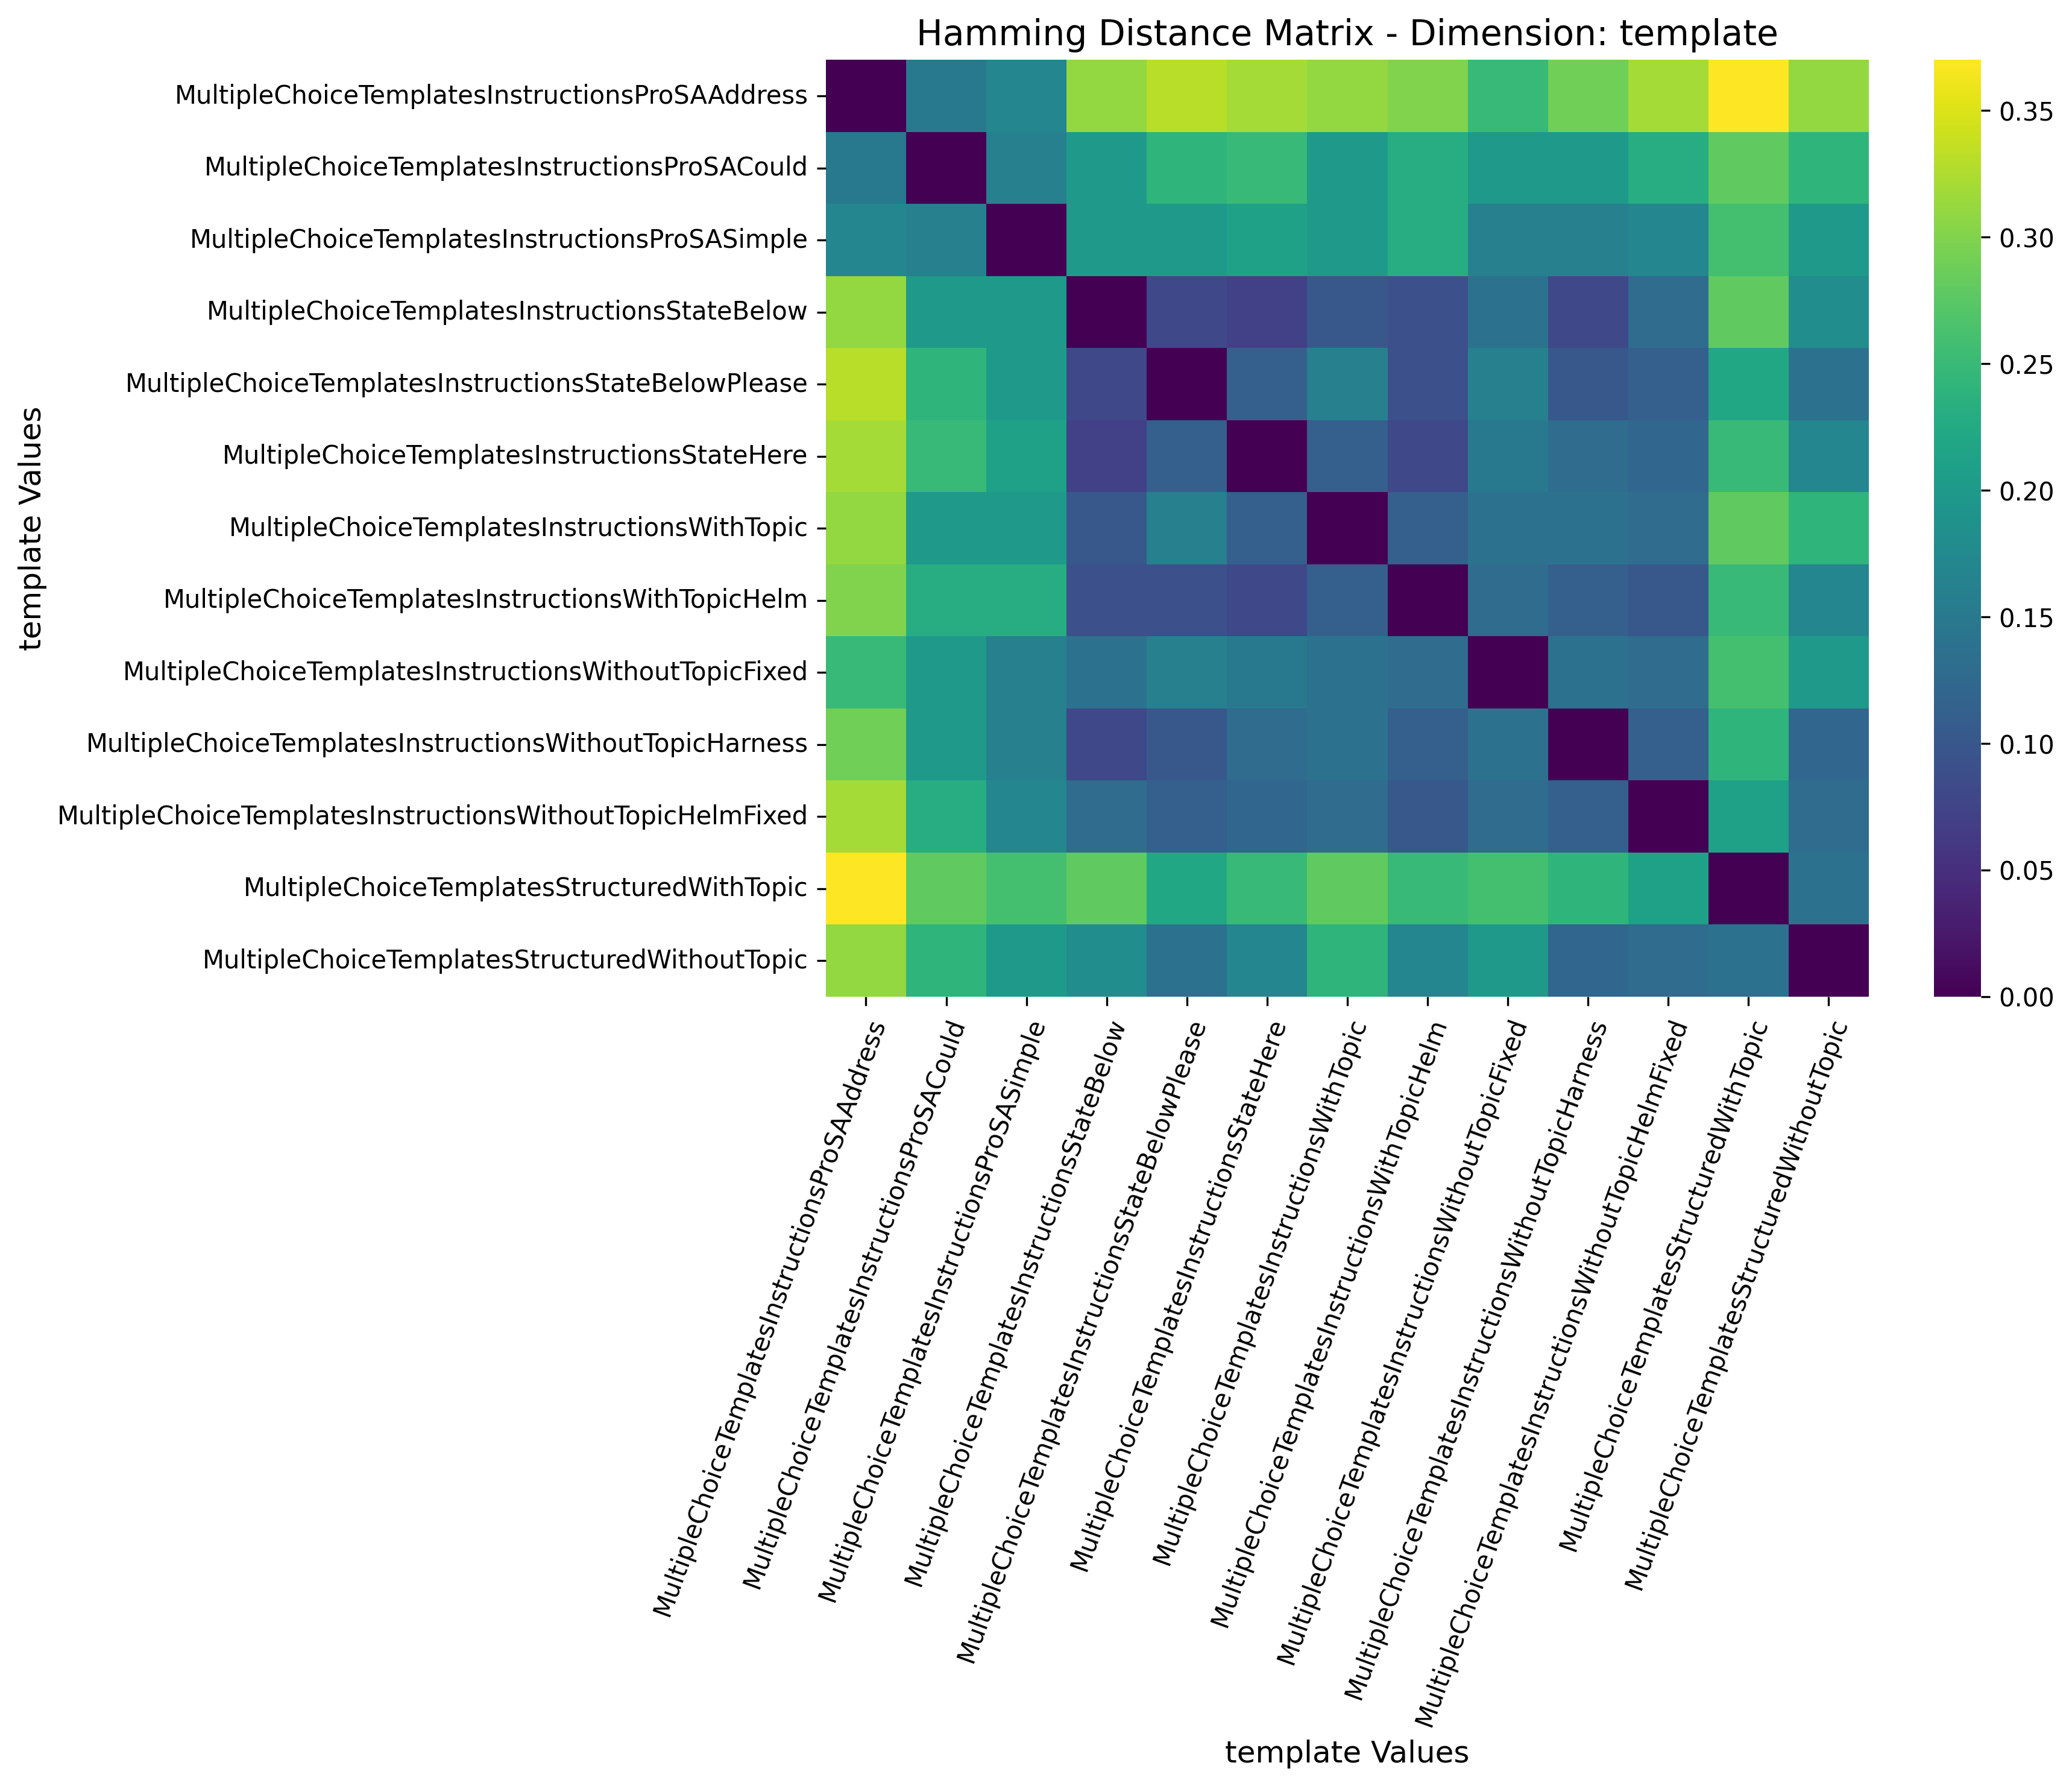 Hamming Distance Matrix - Dimension: template
template Values
MultipleChoiceTemplatesInstructionsProSAAddress
MultipleChoiceTemplatesInstructionsProSACould
MultipleChoiceTemplatesInstructionsProSASimple
MultipleChoiceTemplatesInstructionsStateBelow
MultipleChoiceTemplatesInstructionsStateBelowPlease
MultipleChoiceTemplatesInstructionsStateHere
MultipleChoiceTemplatesInstructionsWithTopic
MultipleChoiceTemplatesInstructionsWithTopicHelm
MultipleChoiceTemplatesInstructionsWithoutTopicFixed
MultipleChoiceTemplatesInstructionsWithoutTopicHarness
MultipleChoiceTemplatesInstructionsWithoutTopicHelmFixed
MultipleChoiceTemplatesStructuredWithTopic
MultipleChoiceTemplatesStructuredWithoutTopic
0.35
0.30
0.25
0.20
0.15
0.10
0.05
0.00
MultipleChoiceTemplatesInstructionsProSAAddress
MultipleChoiceTemplatesInstructionsProSACould
MultipleChoiceTemplatesInstructionsProSASimple
MultipleChoiceTemplatesInstructionsStateBelow
MultipleChoiceTemplatesInstructionsStateBelowPlease
MultipleChoiceTemplatesInstructionsStateHere
MultipleChoiceTemplatesInstructionsWithTopic
MultipleChoiceTemplatesInstructionsWithTopicHelm
MultipleChoiceTemplatesInstructionsWithoutTopicFixed
MultipleChoiceTemplatesInstructionsWithoutTopicHarness
MultipleChoiceTemplatesInstructionsWithoutTopicHelmFixed
MultipleChoiceTemplatesStructuredWithTopic
MultipleChoiceTemplatesStructuredWithoutTopic
template Values